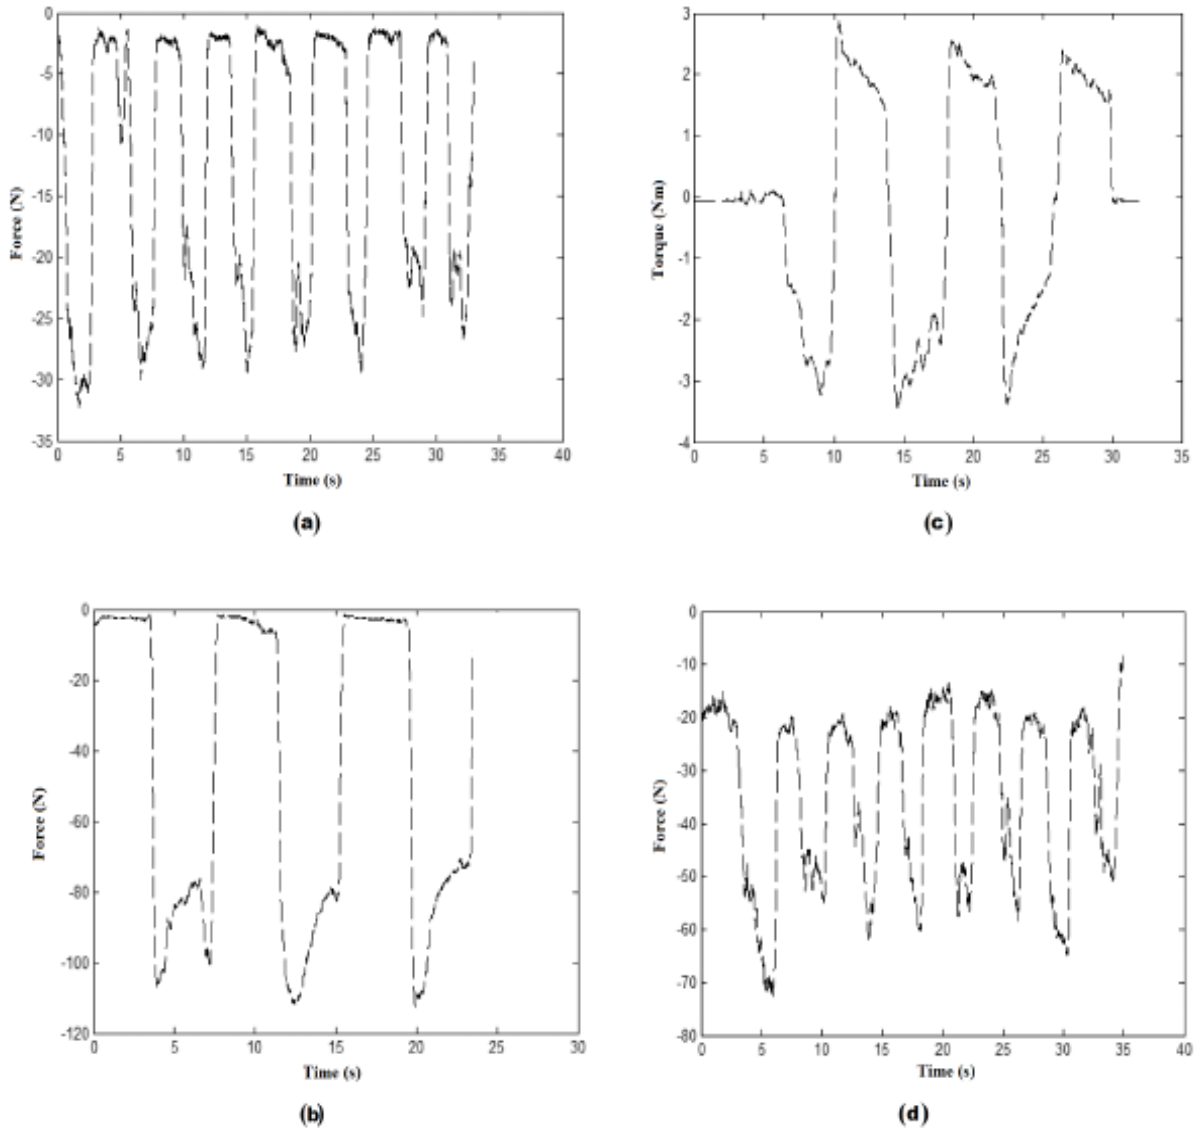 0
-5
-10
-15
-20
-25
-30
-35
Force (N)
0 5 10 15 20 25 30 35 40
Time (s)
(a)
3
2
1
0
-1
-2
-3
-4
Torque (Nm)
0 5 10 15 20 25 30 35
Time (s)
(c)
0
-20
-40
-60
-80
-100
-120
Force (N)
0 5 10 15 20 25 30
Time (s)
(b)
0
-10
-20
-30
-40
-50
-60
-70
-80
Force (N)
0 5 10 15 20 25 30 35 40
Time (s)
(d)